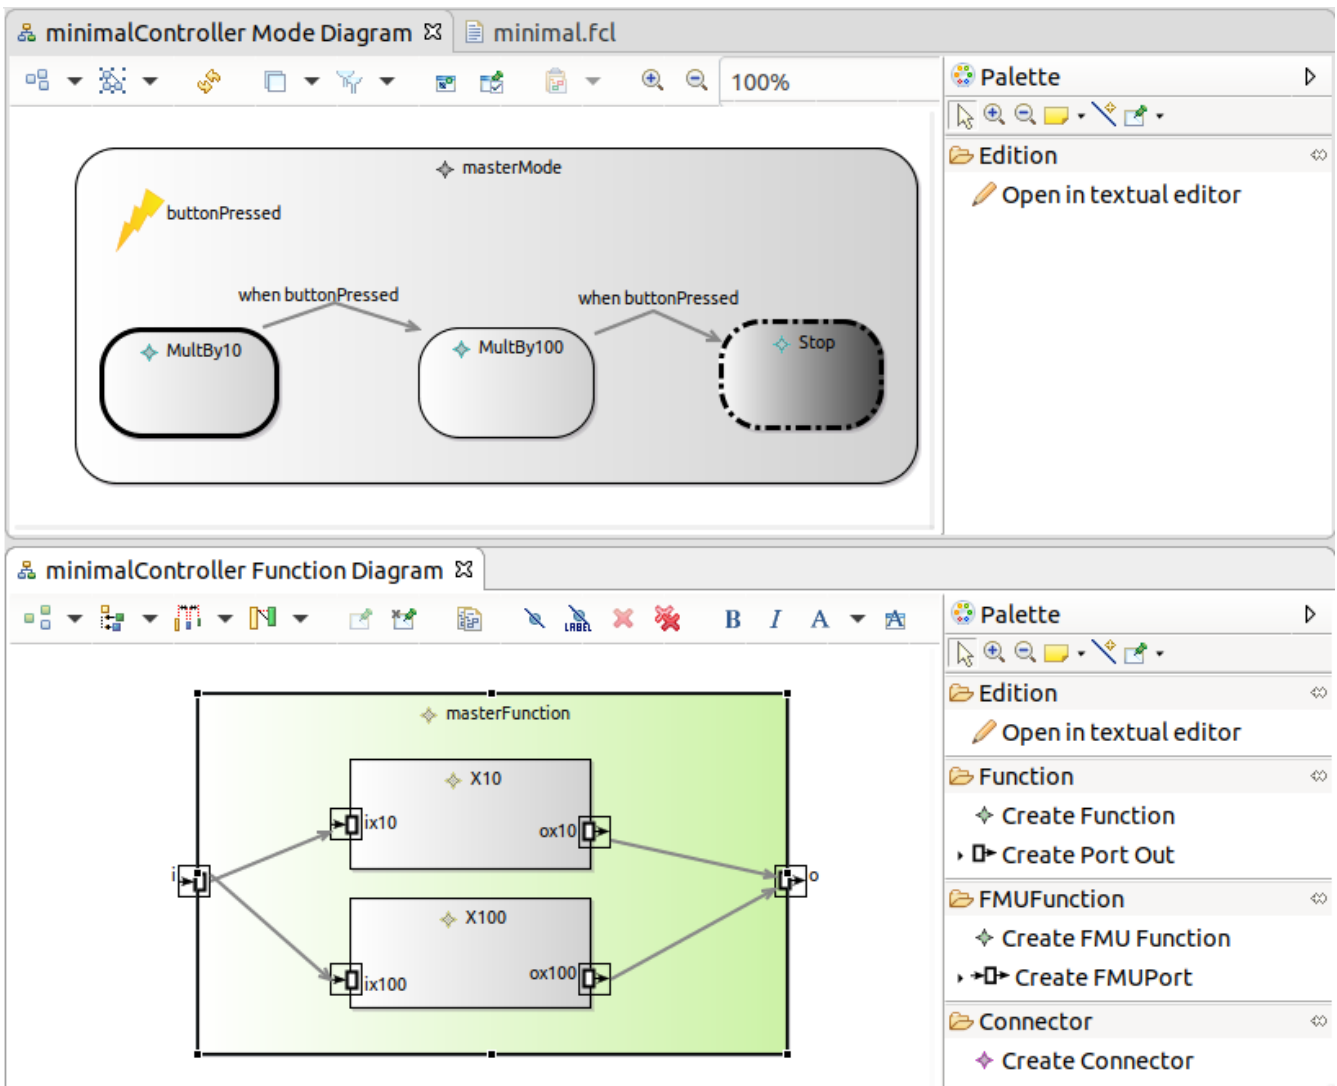 minimalController Mode Diagram
minimal.fcl
100%
Palette
Edition
Open in textual editor
masterMode
buttonPressed
when buttonPressed
when buttonPressed
MultBy10
MultBy100
Stop
minimalController Function Diagram
LABEL
B I A A
Palette
Edition
Open in textual editor
Function
Create Function
Create Port Out
FMUFunction
Create FMU Function
Create FMUPort
Connector
Create Connector
masterFunction
X10
ix10
ox10
i
o
X100
ix100
ox100